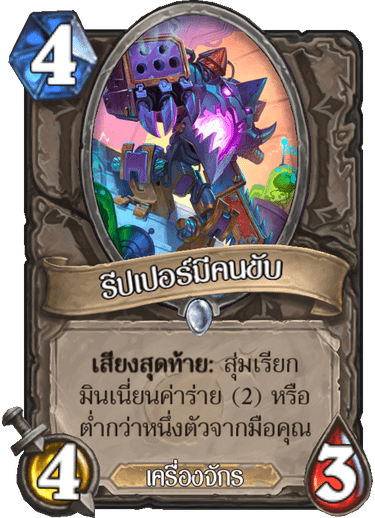 4
รีปเปอร์มีคนขับ
เสียงสุดท้าย: สุ่มเรียก
มินเนี่ยนค่าร่าย (2) หรือ
ต่ำกว่าหนึ่งตัวจากมือคุณ
4
เครื่องจักร
3